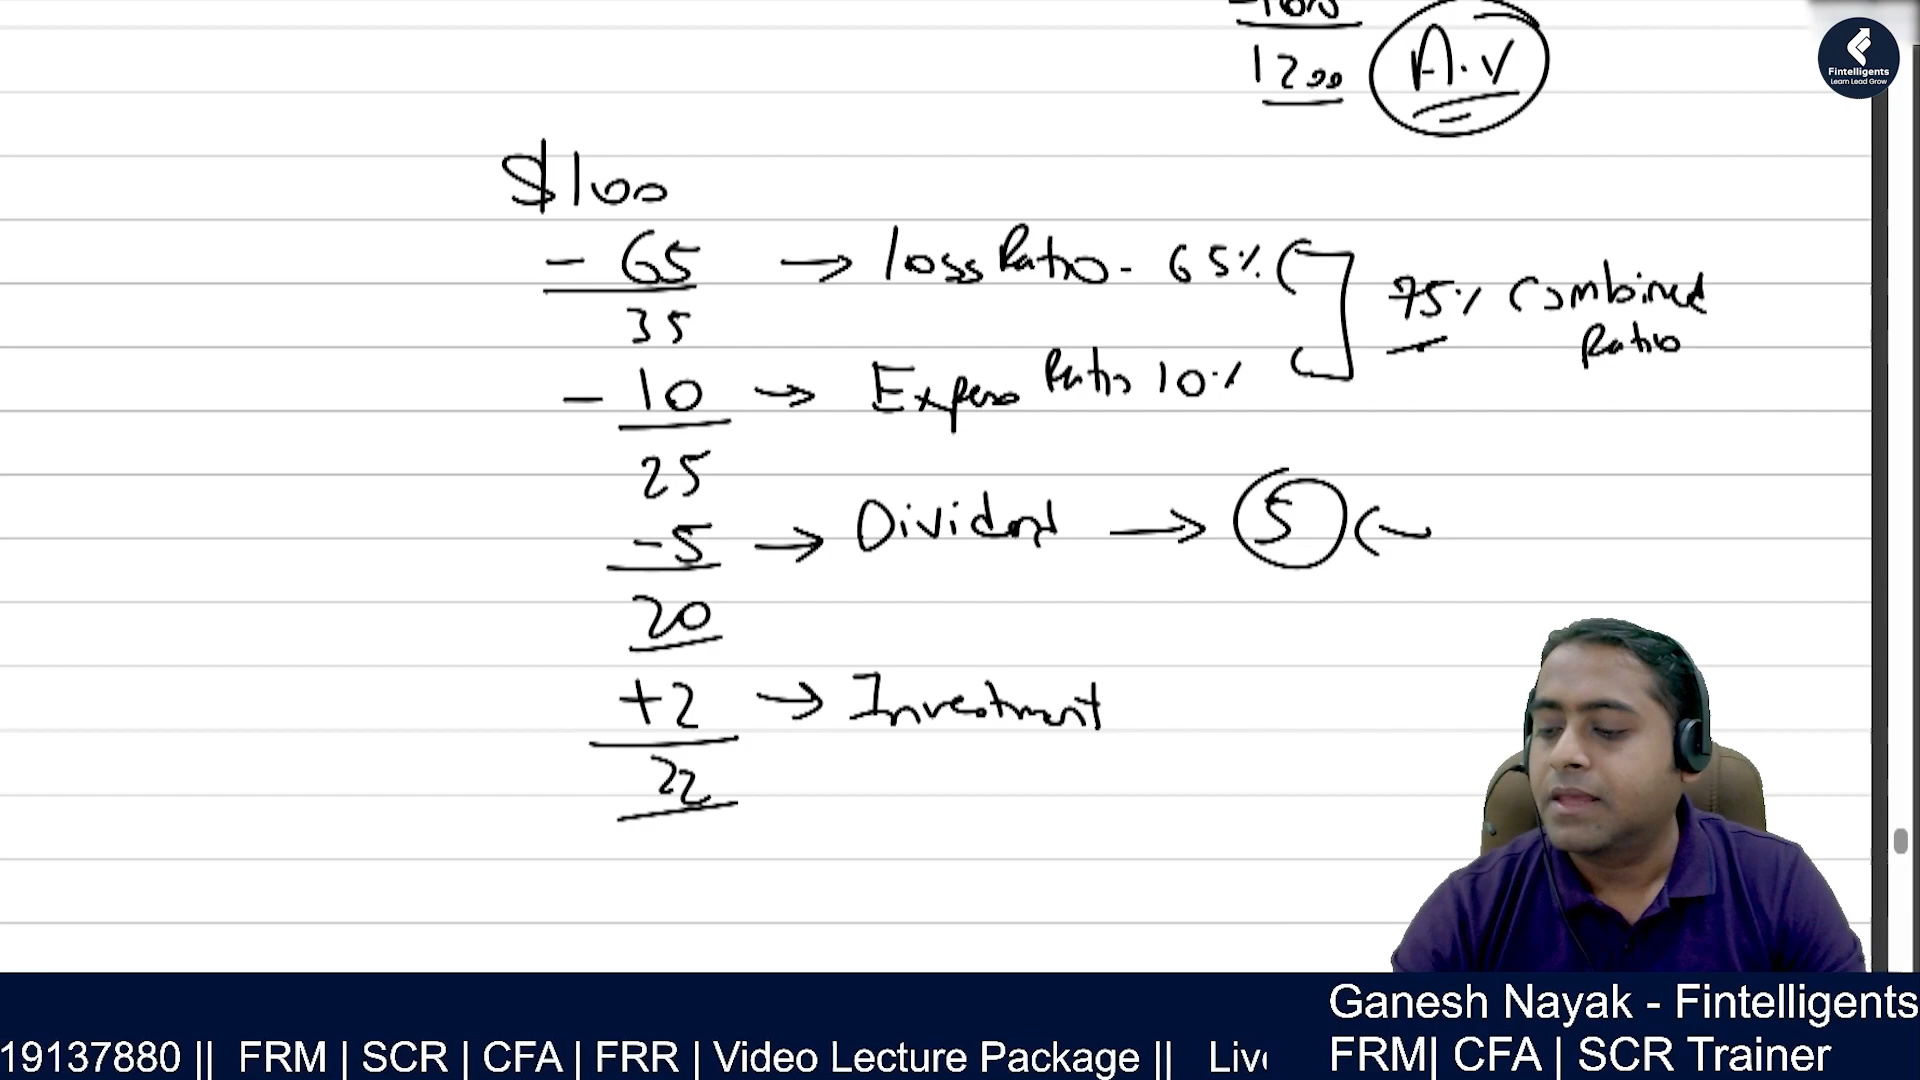 1200 A.V
Fintelligents
Learn Lead Grow
$100
- 65 → loss Ratio - 65%
75% Combined
Ratio
35
- 10 → Expense Ratio 10%
25
-5 → Dividend → 5
20
+2 → Investment
22
Ganesh Nayak - Fintelligents
19137880 || FRM | SCR | CFA | FRR | Video Lecture Package || Live
FRM| CFA | SCR Trainer